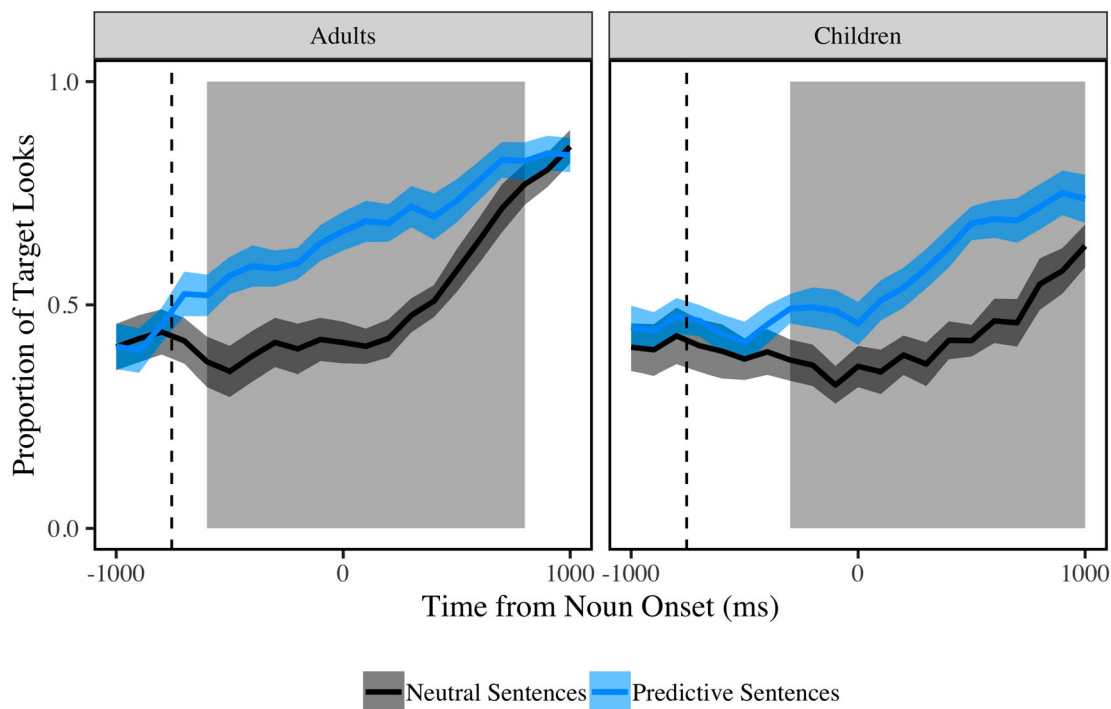 Adults
Children
1.0
0.5
0.0
Proportion of Target Looks
-1000 0 1000 -1000 0 1000
Time from Noun Onset (ms)
Neutral Sentences Predictive Sentences